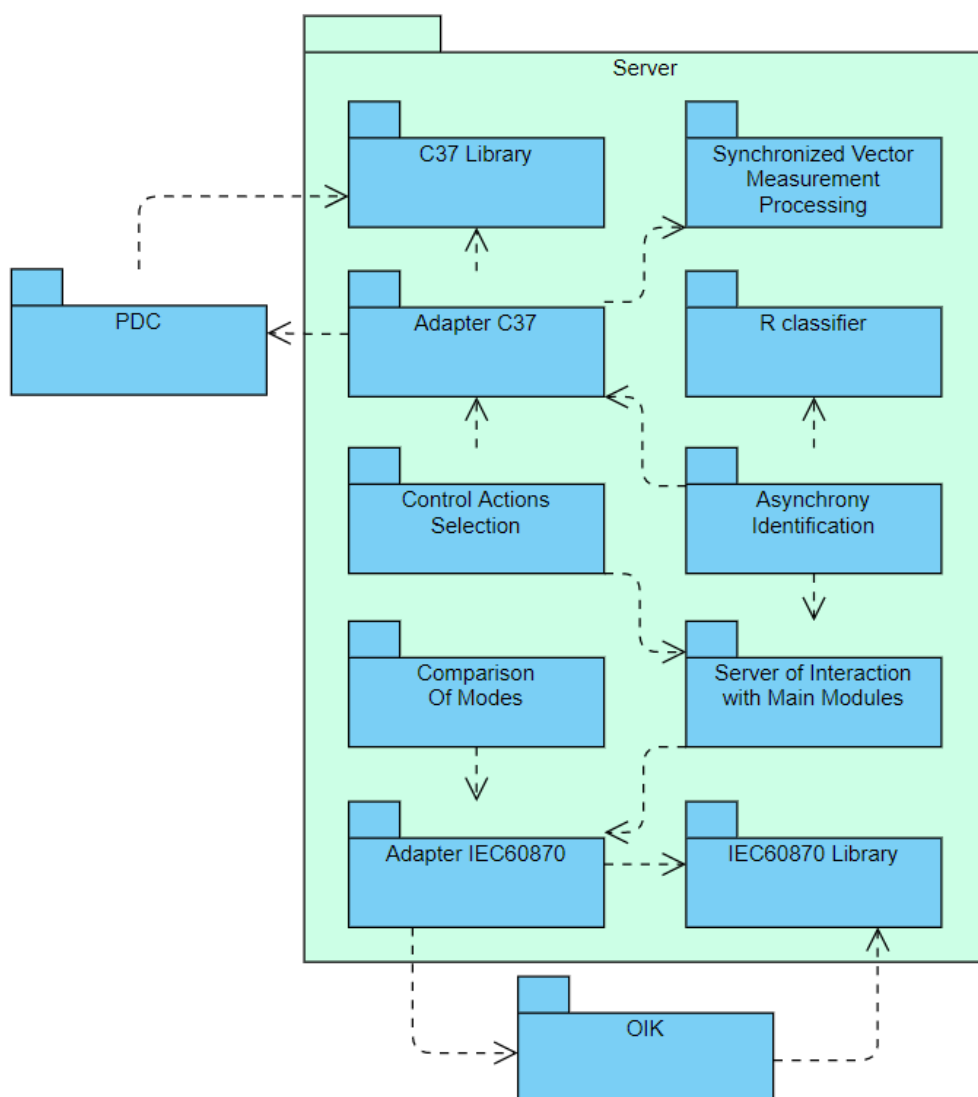 Server
C37 Library
Synchronized Vector
Measurement
Processing
PDC
Adapter C37
R classifier
Control Actions
Selection
Asynchrony
Identification
Comparison
Of Modes
Server of Interaction
with Main Modules
Adapter IEC60870
IEC60870 Library
OIK